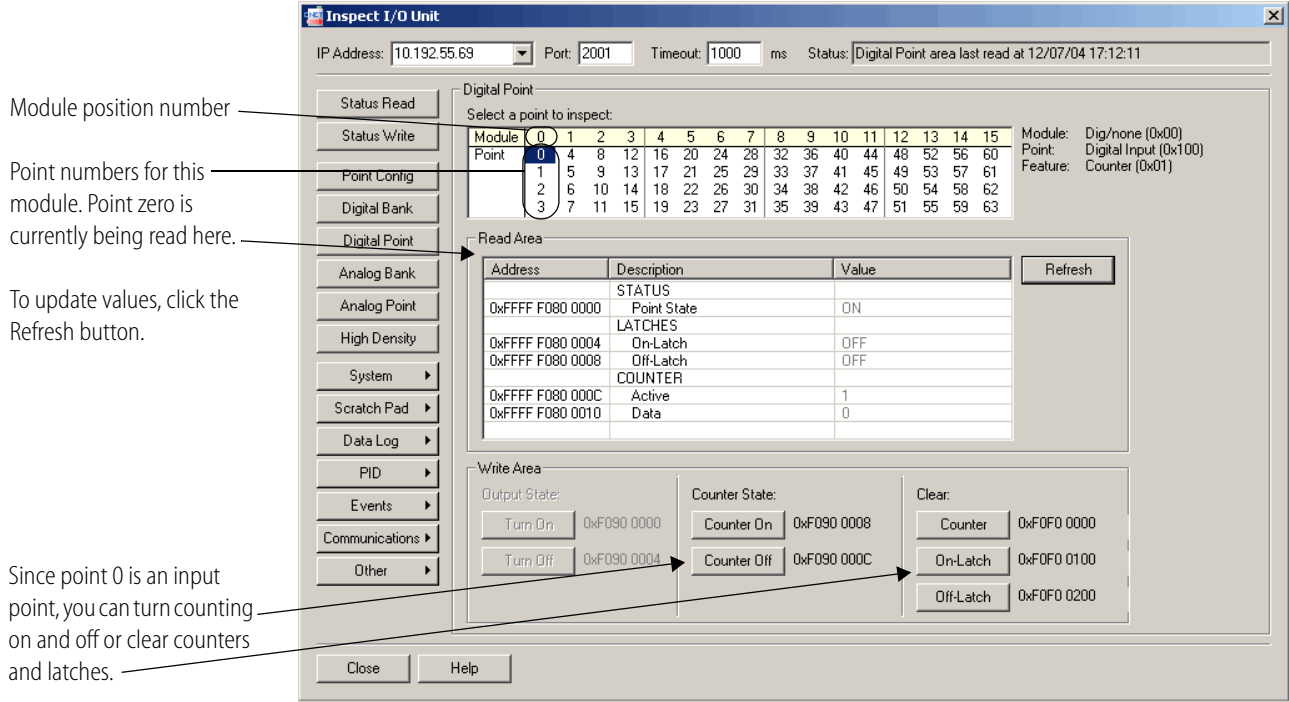 Inspect I/O Unit
IP Address: 10.192.55.69 Port: 2001 Timeout: 1000 ms Status: Digital Point area last read at 12/07/04 17:12:11
Module position number
Point numbers for this
module. Point zero is
currently being read here.
To update values, click the
Refresh button.
Since point 0 is an input
point, you can turn counting
on and off or clear counters
and latches.
Status Read
Status Write
Point Config
Digital Bank
Digital Point
Analog Bank
Analog Point
High Density
System
Scratch Pad
Data Log
PID
Events
Communications
Other
Digital Point
Select a point to inspect:
Module 0 1 2 3 4 5 6 7 8 9 10 11 12 13 14 15
Point 0 4 8 12 16 20 24 28 32 36 40 44 48 52 56 60
1 5 9 13 17 21 25 29 33 37 41 45 49 53 57 61
2 6 10 14 18 22 26 30 34 38 42 46 50 54 58 62
3 7 11 15 19 23 27 31 35 39 43 47 51 55 59 63
Module: Dig/none (0x00)
Point: Digital Input (0x100)
Feature: Counter (0x01)
Read Area
Address Description Value
STATUS
0xFFFF F080 0000 Point State ON
LATCHES
0xFFFF F080 0004 On-Latch OFF
0xFFFF F080 0008 Off-Latch OFF
COUNTER
0xFFFF F080 000C Active 1
0xFFFF F080 0010 Data 0
Refresh
Write Area
Output State:
Turn On 0xF090 0000
Turn Off 0xF090 0004
Counter State:
Counter On 0xF090 0008
Counter Off 0xF090 000C
Clear:
Counter 0xF0F0 0000
On-Latch 0xF0F0 0100
Off-Latch 0xF0F0 0200
Close Help